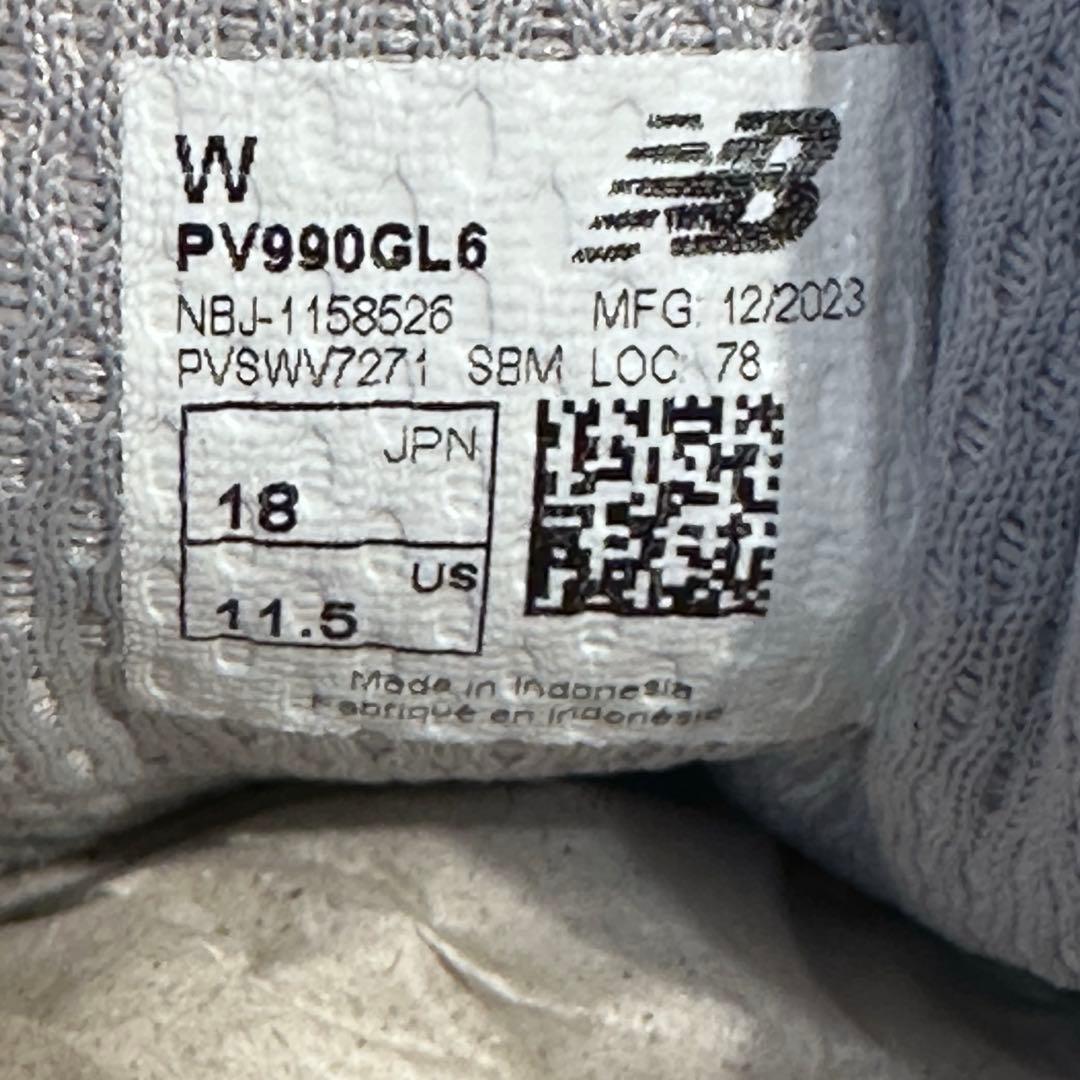 W
PV990GL6
NBJ-1158526 MFG: 12/2023
PVSWV7271 SBM LOC: 78
JPN
18
US
11.5
Made in Indonesia
Fabriqué en Indonésie